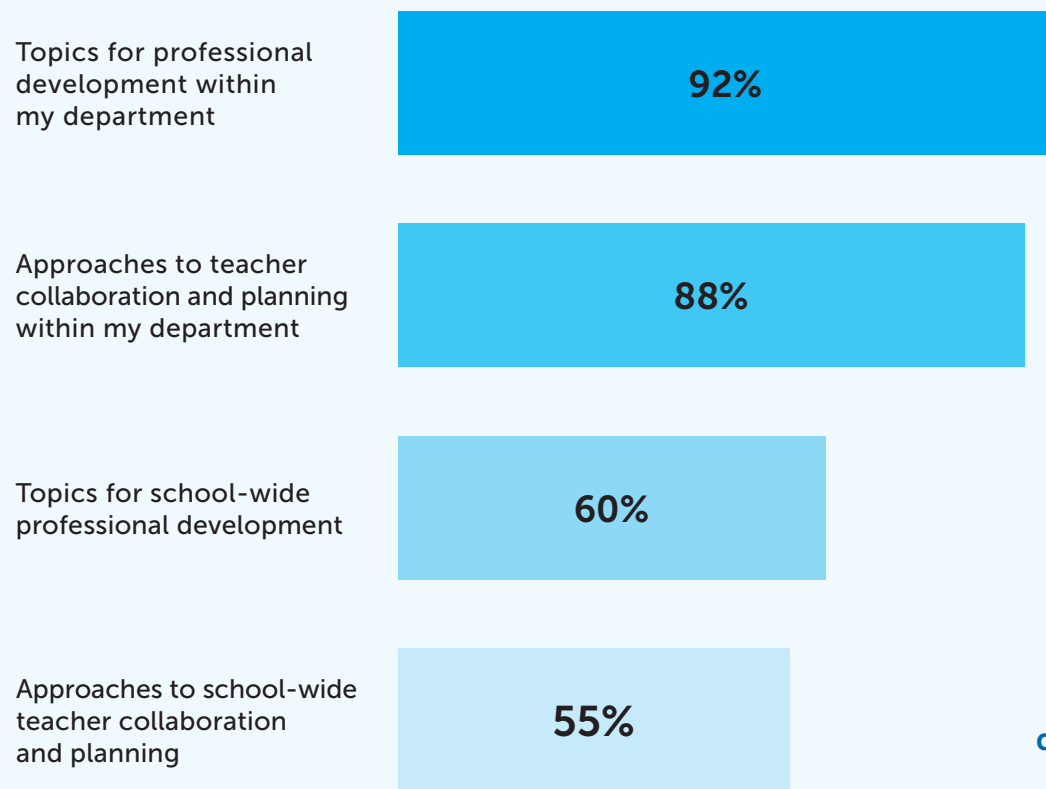 Topics for professional
development within
my department
92%
Approaches to teacher
collaboration and planning
within my department
88%
Topics for school-wide
professional development
60%
Approaches to school-wide
teacher collaboration
and planning
55%